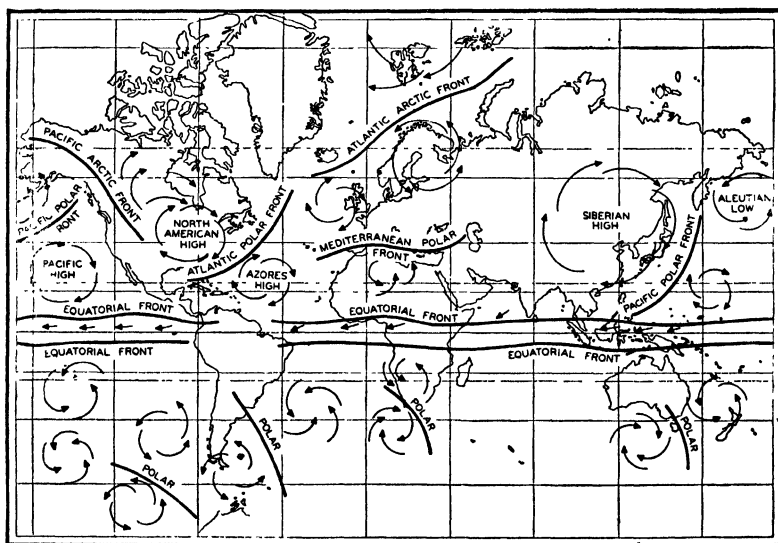 ATLANTIC ARCTIC FRONT
PACIFIC ARCTIC FRONT
PACIFIC POLAR
FRONT
NORTH
AMERICAN
HIGH
ATLANTIC POLAR FRONT
MEDITERRANEAN POLAR
FRONT
SIBERIAN
HIGH
ALEUTIAN
LOW
PACIFIC
HIGH
AZORES
HIGH
PACIFIC POLAR FRONT
EQUATORIAL FRONT
EQUATORIAL FRONT
EQUATORIAL FRONT
EQUATORIAL FRONT
POLAR
POLAR
POLAR
POLAR